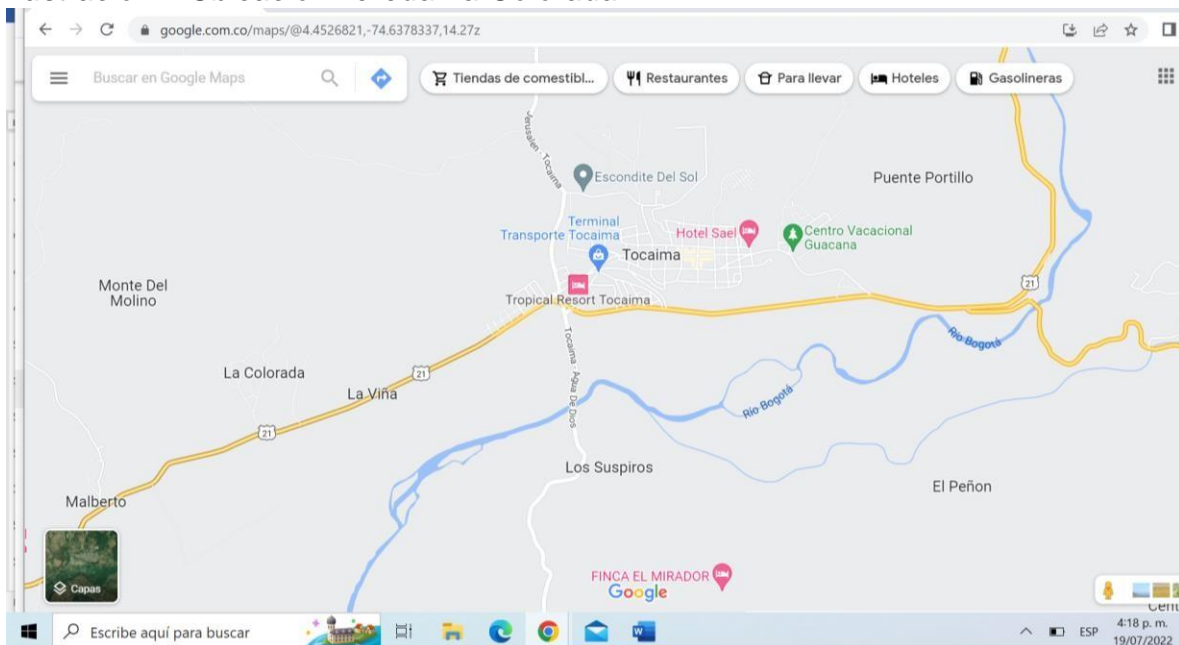 google.com.co/maps/@4.4526821,-74.6378337,14.27z
Buscar en Google Maps
Tiendas de comestibl...
Restaurantes
Para llevar
Hoteles
Gasolineras
Jerusalén - Tocaima
Escondite Del Sol
Puente Portillo
Terminal
Transporte Tocaima
Hotel Sael
Centro Vacacional
Guacana
Tocaima
Monte Del
Molino
21
Tropical Resort Tocaima
Tocaima - Agua De Dios
Río Bogotá
La Colorada
21
La Viña
Río Bogotá
21
Los Suspiros
El Peñon
Malberto
FINCA EL MIRADOR
Google
Capas
Escribe aquí para buscar
ESP
4:18 p. m.
19/07/2022